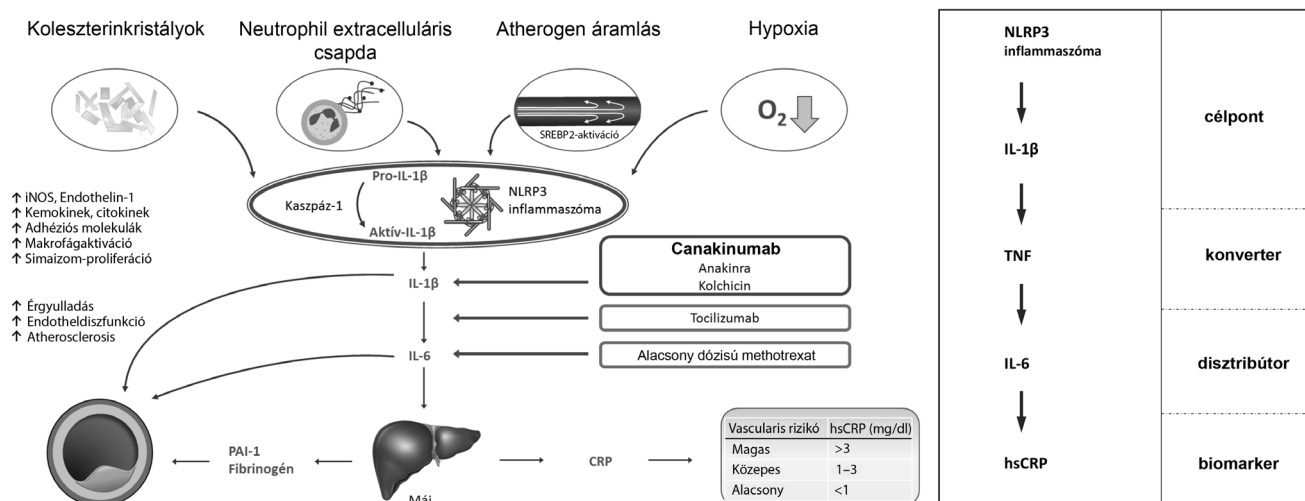 Koleszterinkristályok
Neutrophil extracelluláris
csapda
Atherogen áramlás
Hypoxia
SREBP2-aktiváció
O2
Pro-IL-1β
Kaszpáz-1
NLRP3
inflammaszóma
Aktív-IL-1β
↑ iNOS, Endothelin-1
↑ Kemokinek, citokinek
↑ Adhéziós molekulák
↑ Makrofágaktiváció
↑ Simaizom-proliferáció
IL-1β
Canakinumab
Anakinra
Kolchicin
↑ Érgyulladás
↑ Endotheldiszfunkció
↑ Atherosclerosis
Tocilizumab
IL-6
Alacsony dózisú methotrexat
PAI-1
Fibrinogén
Máj
CRP
Vascularis rizikó hsCRP (mg/dl)
Magas >3
Közepes 1–3
Alacsony <1
NLRP3
inflammaszóma
célpont
IL-1β
TNF
konverter
IL-6
disztribútor
hsCRP
biomarker